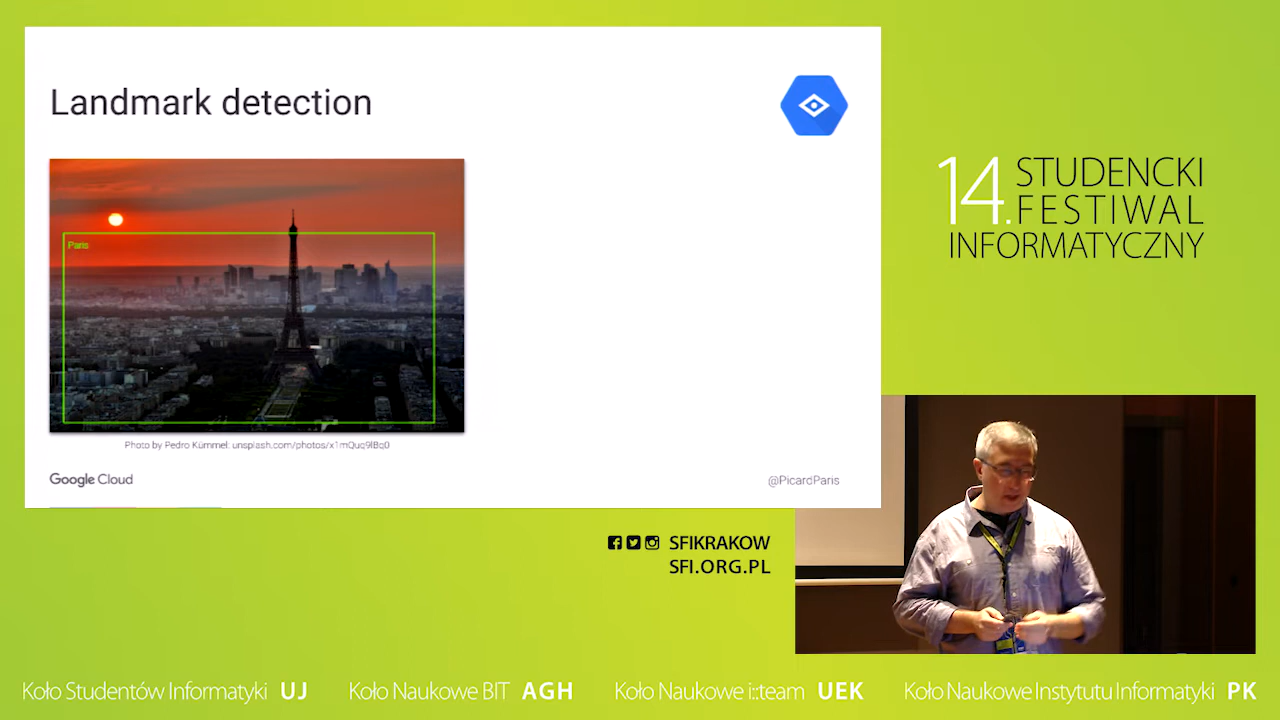 Landmark detection
Paris
Photo by Pedro Kümmel: unsplash.com/photos/x1mQuq9lBq0
Google Cloud
@PicardParis
14. STUDENCKI
FESTIWAL
INFORMATYCZNY
SFIKRAKOW
SFI.ORG.PL
Koło Studentów Informatyki UJ
Koło Naukowe BIT AGH
Koło Naukowe i::team UEK
Koło Naukowe Instytutu Informatyki PK